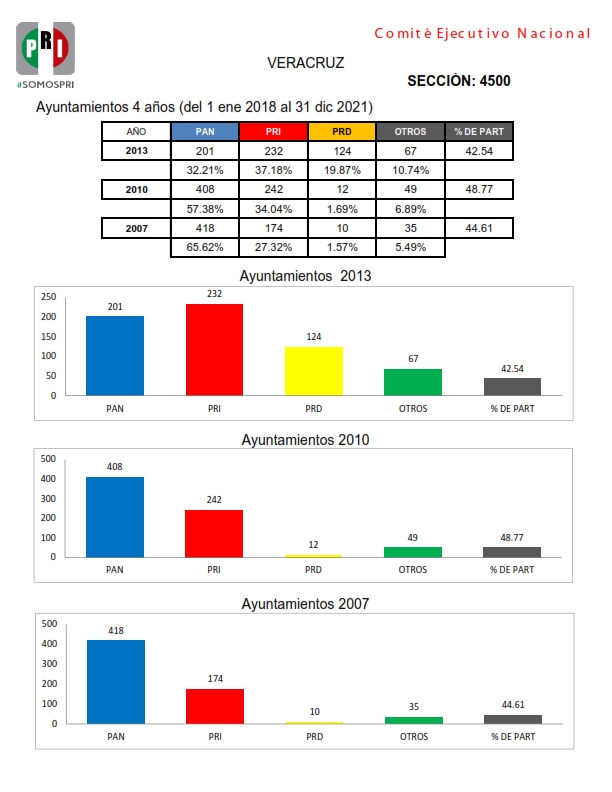 Comité Ejecutivo Nacional
PRI
#SOMOSPRI
VERACRUZ
SECCIÓN: 4500
Ayuntamientos 4 años (del 1 ene 2018 al 31 dic 2021)
AÑO PAN PRI PRD OTROS % DE PART
2013 201 232 124 67 42.54
32.21% 37.18% 19.87% 10.74%
2010 408 242 12 49 48.77
57.38% 34.04% 1.69% 6.89%
2007 418 174 10 35 44.61
65.62% 27.32% 1.57% 5.49%
Ayuntamientos 2013
250
200
150
100
50
0
201
232
124
67
42.54
PAN PRI PRD OTROS % DE PART
Ayuntamientos 2010
500
400
300
200
100
0
408
242
12
49
48.77
PAN PRI PRD OTROS % DE PART
Ayuntamientos 2007
500
400
300
200
100
0
418
174
10
35
44.61
PAN PRI PRD OTROS % DE PART